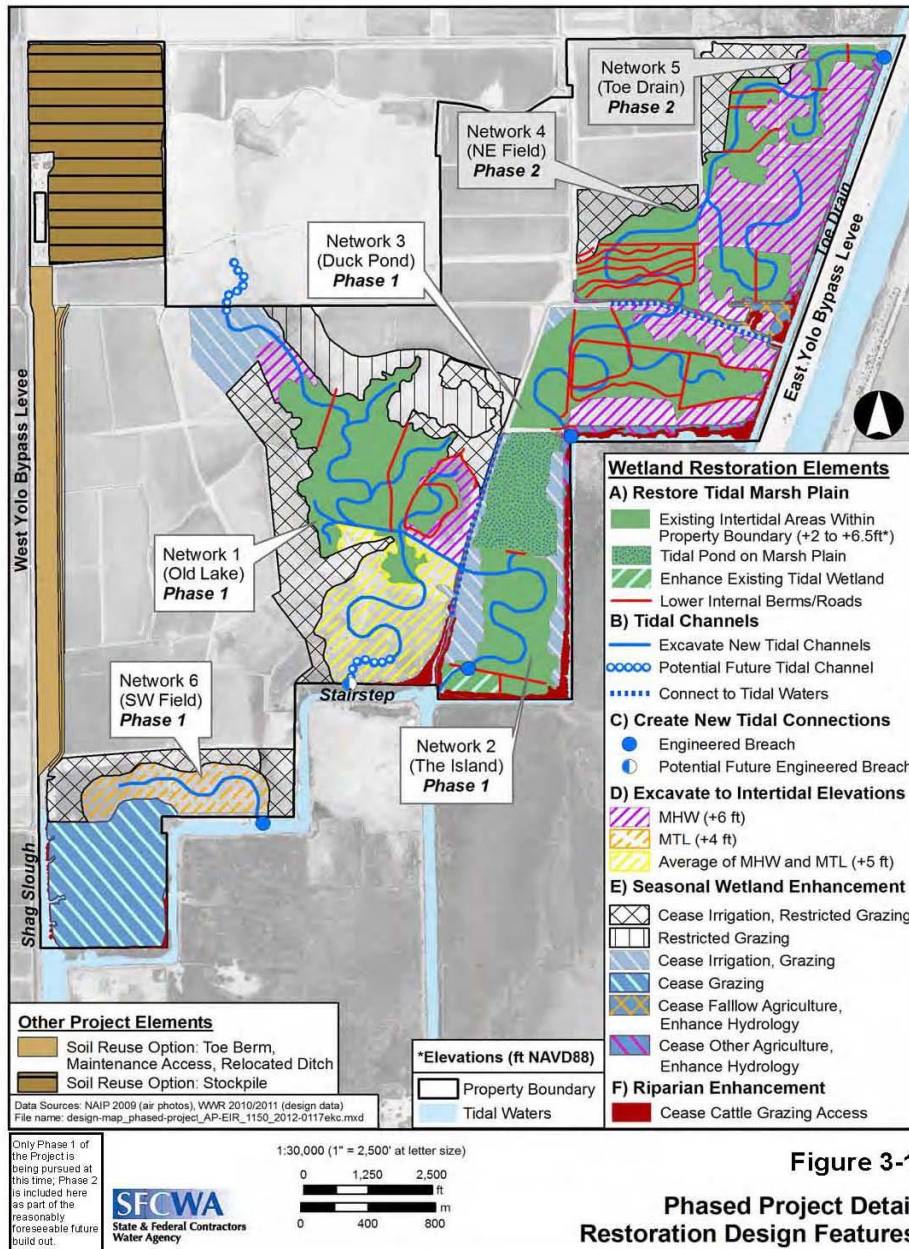 Network 5
(Toe Drain)
Phase 2
Network 4
(NE Field)
Phase 2
Network 3
(Duck Pond)
Phase 1
Toe Drain
East Yolo Bypass Levee
West Yolo Bypass Levee
Network 1
(Old Lake)
Phase 1
Network 6
(SW Field)
Phase 1
Stairstep
Network 2
(The Island)
Phase 1
Shag Slough
Wetland Restoration Elements
A) Restore Tidal Marsh Plain
Existing Intertidal Areas Within
Property Boundary (+2 to +6.5ft*)
Tidal Pond on Marsh Plain
Enhance Existing Tidal Wetland
Lower Internal Berms/Roads
B) Tidal Channels
Excavate New Tidal Channels
Potential Future Tidal Channel
Connect to Tidal Waters
C) Create New Tidal Connections
Engineered Breach
Potential Future Engineered Breach
D) Excavate to Intertidal Elevations
MHW (+6 ft)
MTL (+4 ft)
Average of MHW and MTL (+5 ft)
E) Seasonal Wetland Enhancement
Cease Irrigation, Restricted Grazing
Restricted Grazing
Cease Irrigation, Grazing
Cease Grazing
Cease Falllow Agriculture,
Enhance Hydrology
Cease Other Agriculture,
Enhance Hydrology
F) Riparian Enhancement
Cease Cattle Grazing Access
Other Project Elements
Soil Reuse Option: Toe Berm,
Maintenance Access, Relocated Ditch
Soil Reuse Option: Stockpile
*Elevations (ft NAVD88)
Property Boundary
Tidal Waters
Data Sources: NAIP 2009 (air photos), WWR 2010/2011 (design data)
File name: design-map_phased-project_AP-EIR_1150_2012-0117ekc.mxd
Only Phase 1 of
the Project is
being pursued at
this time; Phase 2
is included here
as part of the
reasonably
foreseeable future
build out.
SFCWA
State & Federal Contractors
Water Agency
1:30,000 (1" = 2,500' at letter size)
0 1,250 2,500
ft
m
0 400 800
Figure 3-1
Phased Project Detail
Restoration Design Features